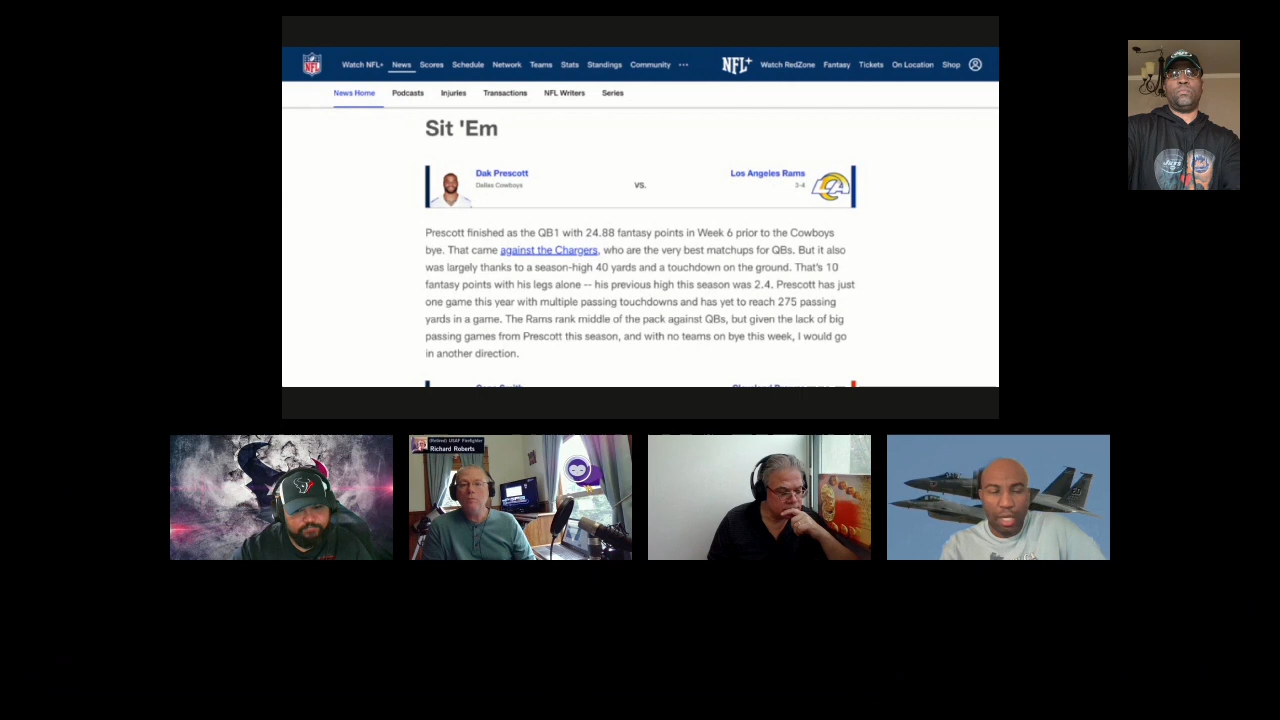 NFL
Watch NFL+ News Scores Schedule Network Teams Stats Standings Community ···
NFL+ Watch RedZone Fantasy Tickets On Location Shop
News Home Podcasts Injuries Transactions NFL Writers Series
Sit 'Em
Dak Prescott
Dallas Cowboys
VS.
Los Angeles Rams
3-4
LA
Prescott finished as the QB1 with 24.88 fantasy points in Week 6 prior to the Cowboys
bye. That came against the Chargers, who are the very best matchups for QBs. But it also
was largely thanks to a season-high 40 yards and a touchdown on the ground. That's 10
fantasy points with his legs alone -- his previous high this season was 2.4. Prescott has just
one game this year with multiple passing touchdowns and has yet to reach 275 passing
yards in a game. The Rams rank middle of the pack against QBs, but given the lack of big
passing games from Prescott this season, and with no teams on bye this week, I would go
in another direction.
(Retired) USAF Firefighter
Richard Roberts
JETS